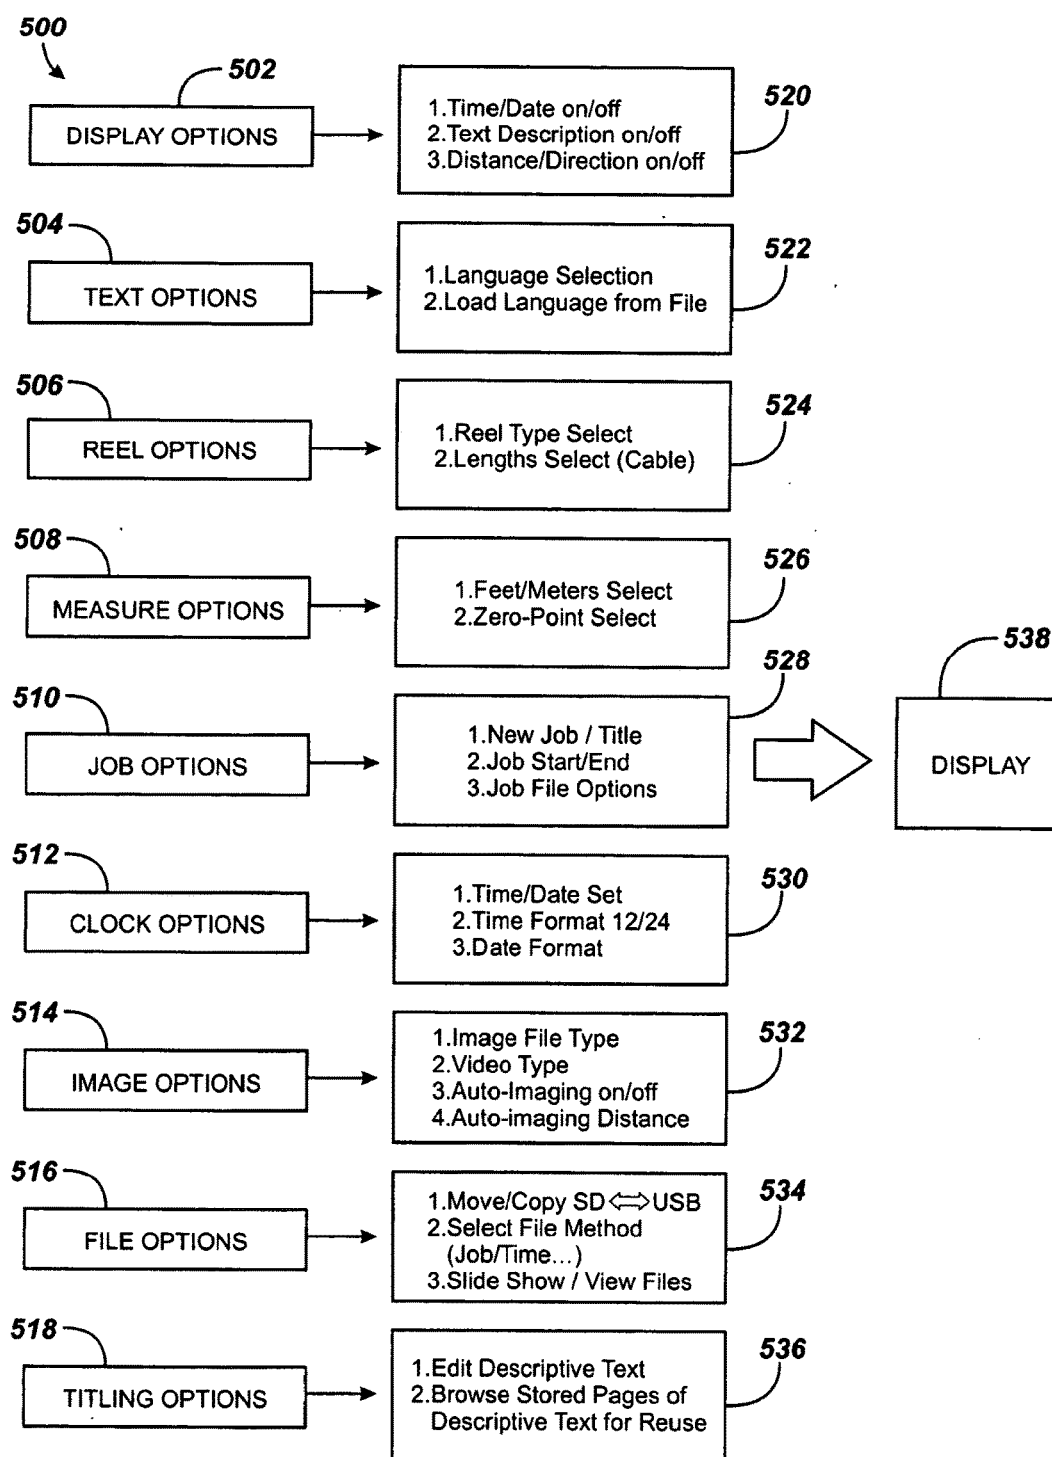 500
502
DISPLAY OPTIONS
1.Time/Date on/off
2.Text Description on/off
3.Distance/Direction on/off
520
504
TEXT OPTIONS
1.Language Selection
2.Load Language from File
522
506
REEL OPTIONS
1.Reel Type Select
2.Lengths Select (Cable)
524
508
MEASURE OPTIONS
1.Feet/Meters Select
2.Zero-Point Select
526
510
JOB OPTIONS
1.New Job / Title
2.Job Start/End
3.Job File Options
528
538
DISPLAY
512
CLOCK OPTIONS
1.Time/Date Set
2.Time Format 12/24
3.Date Format
530
514
IMAGE OPTIONS
1.Image File Type
2.Video Type
3.Auto-Imaging on/off
4.Auto-imaging Distance
532
516
FILE OPTIONS
1.Move/Copy SD⇔USB
2.Select File Method
(Job/Time...)
3.Slide Show / View Files
534
518
TITLING OPTIONS
1.Edit Descriptive Text
2.Browse Stored Pages of
Descriptive Text for Reuse
536